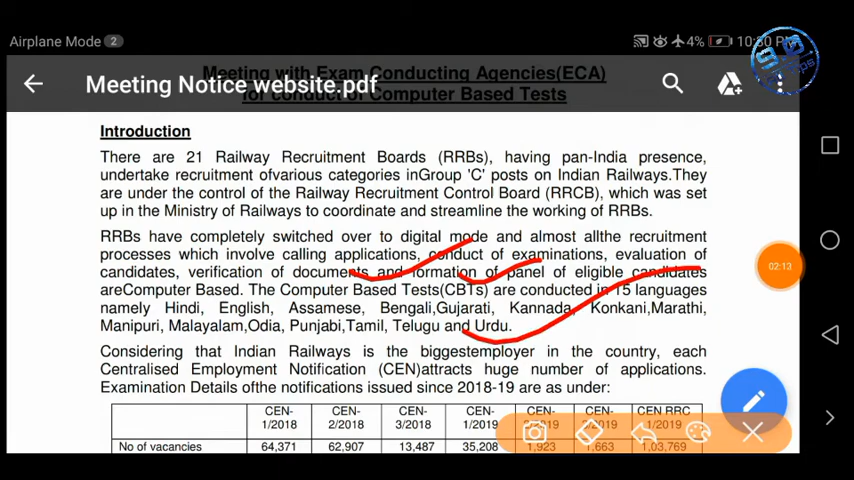 Airplane Mode 2
4%
10:30 PM
Meeting with Exam Conducting Agencies(ECA)
Meeting Notice website.pdf
for conduct of Computer Based Tests
Introduction
There are 21 Railway Recruitment Boards (RRBs), having pan-India presence,
undertake recruitment ofvarious categories inGroup 'C' posts on Indian Railways.They
are under the control of the Railway Recruitment Control Board (RRCB), which was set
up in the Ministry of Railways to coordinate and streamline the working of RRBs.
RRBs have completely switched over to digital mode and almost allthe recruitment
processes which involve calling applications, conduct of examinations, evaluation of
candidates, verification of documents and formation of panel of eligible candidates
areComputer Based. The Computer Based Tests(CBTs) are conducted in 15 languages
namely Hindi, English, Assamese, Bengali,Gujarati, Kannada, Konkani,Marathi,
Manipuri, Malayalam,Odia, Punjabi,Tamil, Telugu and Urdu.
02:13
Considering that Indian Railways is the biggestemployer in the country, each
Centralised Employment Notification (CEN)attracts huge number of applications.
Examination Details ofthe notifications issued since 2018-19 are as under:
CEN-1/2018 CEN-2/2018 CEN-3/2018 CEN-1/2019 CEN- CEN- CEN RRC 1/2019
No of vacancies 64,371 62,907 13,487 35,208 1,923 1,663 1,03,769